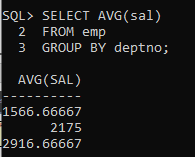 SQL> SELECT AVG(sal)
  2  FROM emp
  3  GROUP BY deptno;
  AVG(SAL)
----------
1566.66667
      2175
2916.66667